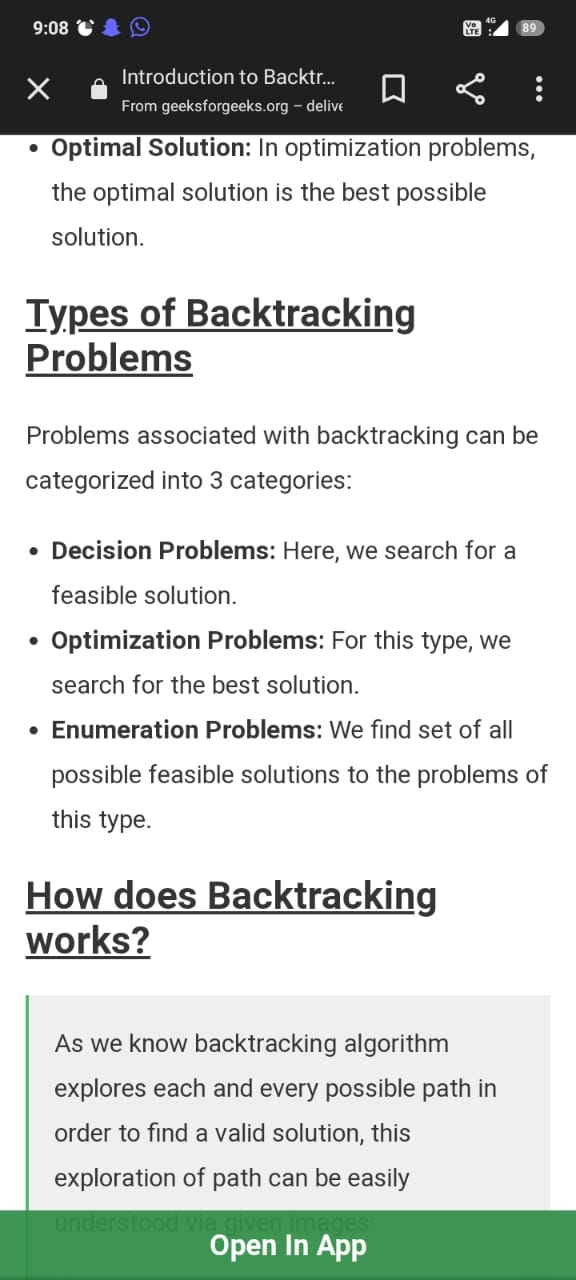 9:08
Vo LTE 4G 89
Introduction to Backtr...
From geeksforgeeks.org – delive
• Optimal Solution: In optimization problems,
the optimal solution is the best possible
solution.
Types of Backtracking
Problems
Problems associated with backtracking can be
categorized into 3 categories:
• Decision Problems: Here, we search for a
feasible solution.
• Optimization Problems: For this type, we
search for the best solution.
• Enumeration Problems: We find set of all
possible feasible solutions to the problems of
this type.
How does Backtracking
works?
As we know backtracking algorithm
explores each and every possible path in
order to find a valid solution, this
exploration of path can be easily
understood via given images:
Open In App